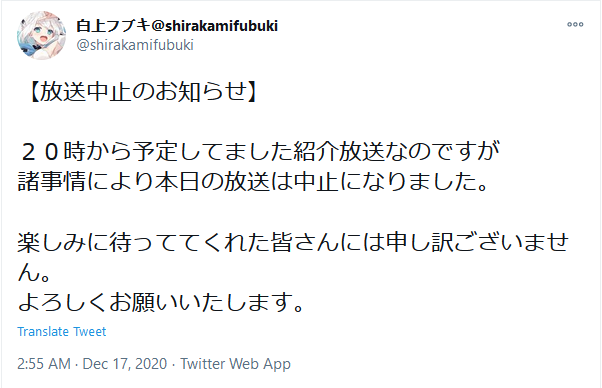 白上フブキ@shirakamifubuki
@shirakamifubuki
【放送中止のお知らせ】
２０時から予定してました紹介放送なのですが
諸事情により本日の放送は中止になりました。
楽しみに待っててくれた皆さんには申し訳ございませ
ん。
よろしくお願いいたします。
Translate Tweet
2:55 AM · Dec 17, 2020 · Twitter Web App